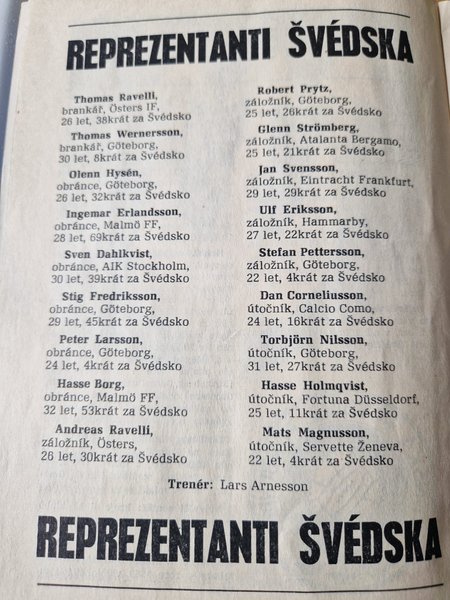 REPREZENTANTI ŠVÉDSKA
Thomas Ravelli,
brankář, Östers IF,
26 let, 38krát za Švédsko
Thomas Wernersson,
brankář, Göteborg,
30 let, 8krát za Švédsko
Olenn Hysén,
obránce, Göteborg,
26 let, 32krát za Švédsko
Ingemar Erlandsson,
obránce, Malmö FF,
28 let, 69krát za Švédsko
Sven Dahlkvist,
obránce, AIK Stockholm,
30 let, 39krát za Švédsko
Stig Fredriksson,
obránce, Göteborg,
29 let, 45krát za Švédsko
Peter Larsson,
obránce, Göteborg,
24 let, 4krát za Švédsko
Hasse Borg,
obránce, Malmö FF,
32 let, 53krát za Švédsko
Andreas Ravelli,
záložník, Östers,
26 let, 30krát za Švédsko
Robert Prytz,
záložník, Göteborg,
25 let, 26krát za Švédsko
Glenn Strömberg,
záložník, Atalanta Bergamo,
25 let, 21krát za Švédsko
Jan Svensson,
záložník, Eintracht Frankfurt,
29 let, 29krát za Švédsko
Ulf Eriksson,
záložník, Hammarby,
27 let, 22krát za Švédsko
Stefan Pettersson,
záložník, Göteborg,
22 let, 4krát za Švédsko
Dan Corneliusson,
útočník, Calcio Como,
24 let, 16krát za Švédsko
Torbjörn Nilsson,
útočník, Göteborg,
31 let, 27krát za Švédsko
Hasse Holmqvist,
útočník, Fortuna Düsseldorf,
25 let, 11krát za Švédsko
Mats Magnusson,
útočník, Servette Ženeva,
22 let, 4krát za Švédsko
Trenér: Lars Arnesson
REPREZENTANTI ŠVÉDSKA